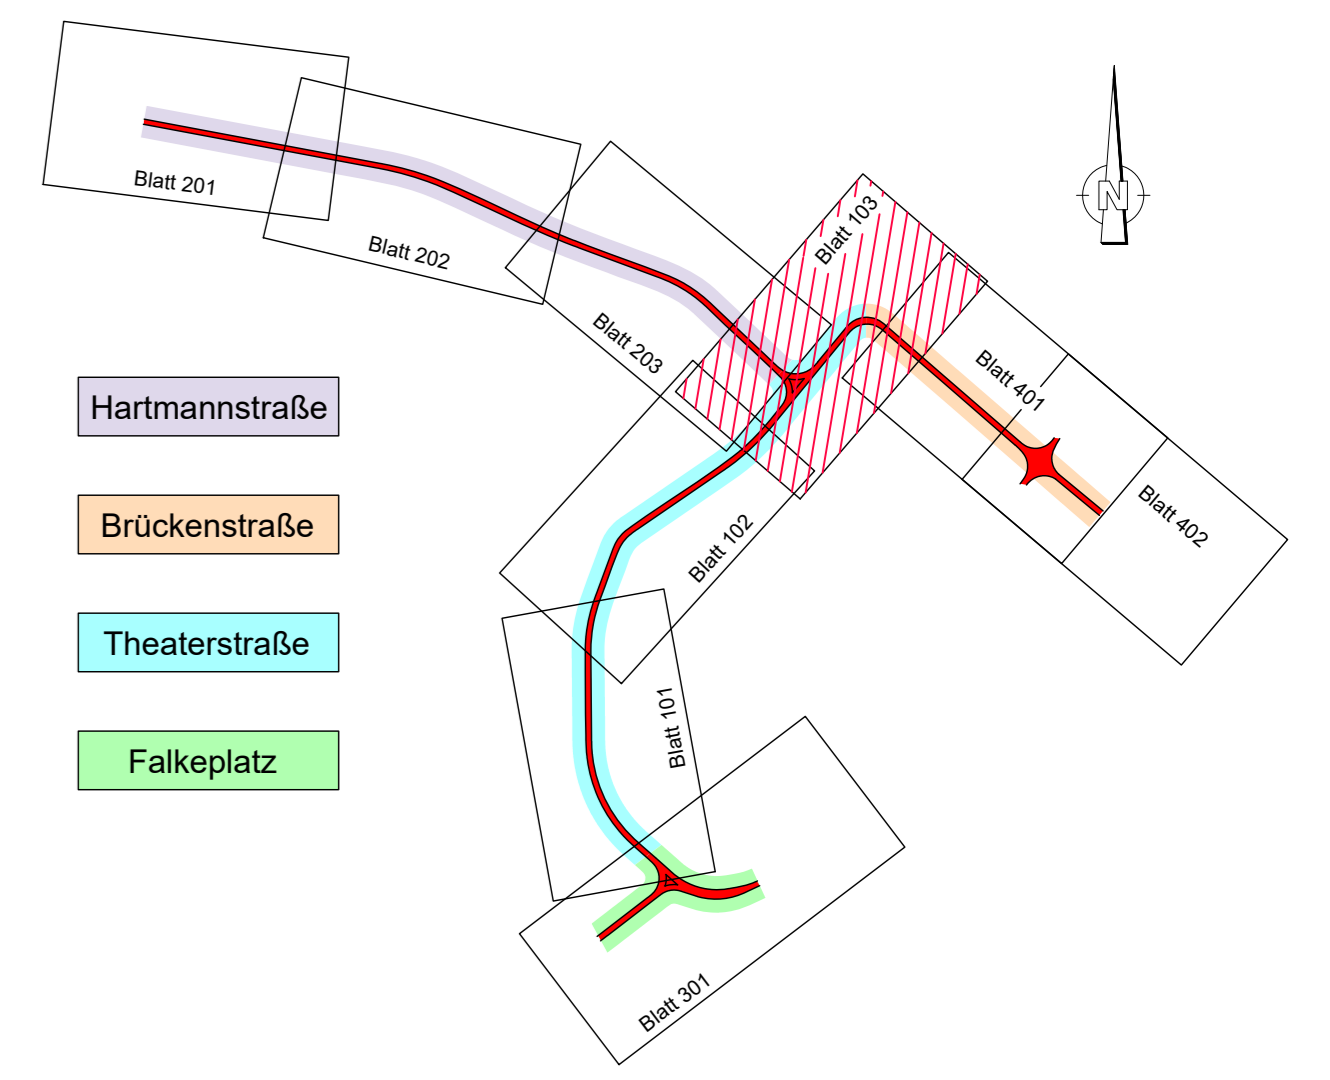 Blatt 201
Blatt 202
Blatt 203
Blatt 103
N
Blatt 401
Blatt 402
Blatt 102
Blatt 101
Blatt 301
Hartmannstraße
Brückenstraße
Theaterstraße
Falkeplatz